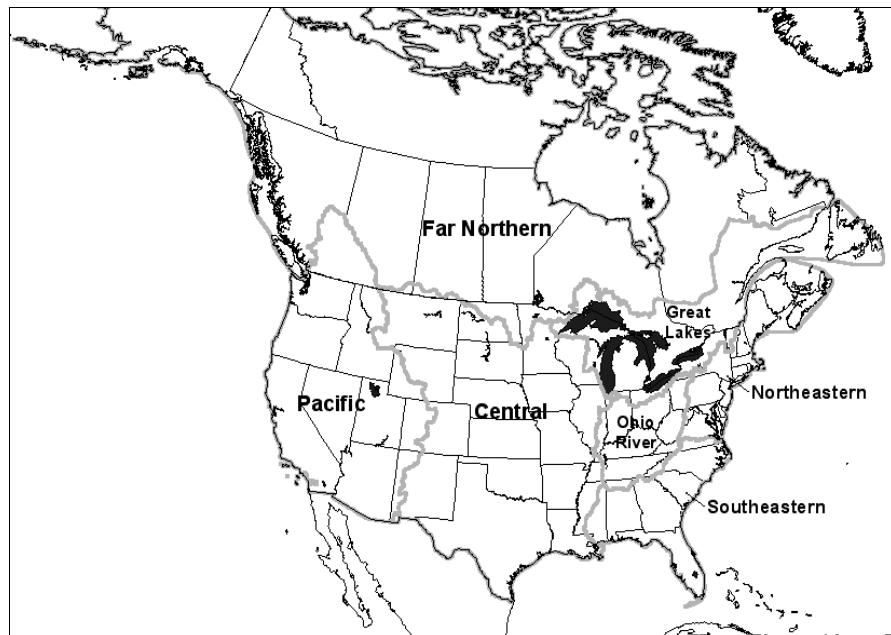 Far Northern
Great
Lakes
Northeastern
Pacific
Central
Ohio
River
Southeastern